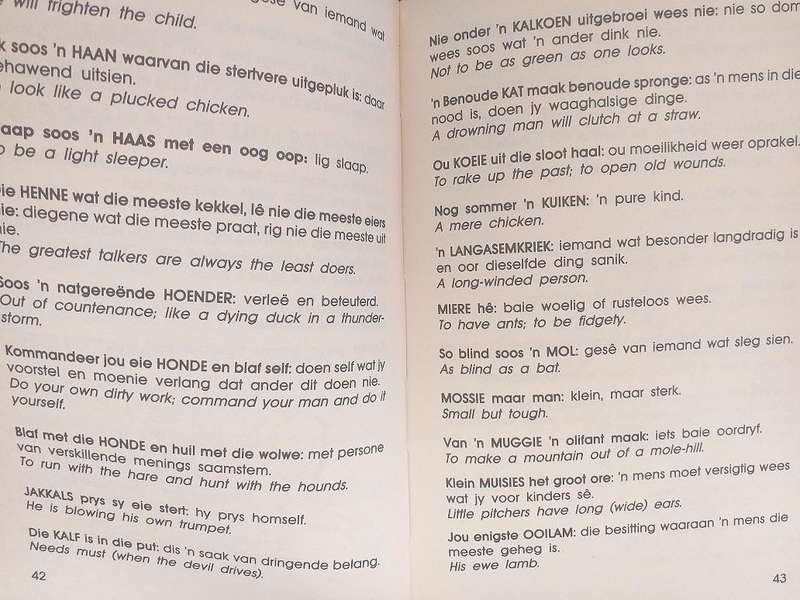 will frighten the child.
gesê van iemand wat
soos 'n HAAN waarvan die stertvere uitgepluk is: daar
ehawend uitsien.
look like a plucked chicken.
aap soos 'n HAAS met een oog oop: lig slaap.
be a light sleeper.
ie HENNE wat die meeste kekkel, lê nie die meeste eiers
ie: diegene wat die meeste praat, rig nie die meeste uit
nie.
The greatest talkers are always the least doers.
Soos 'n natgereënde HOENDER: verleë en beteuterd.
Out of countenance; like a dying duck in a thunder-
storm.
Kommandeer jou eie HONDE en blaf self: doen self wat jy
voorstel en moenie verlang dat ander dit doen nie.
Do your own dirty work; command your man and do it
yourself.
Blaf met die HONDE en huil met die wolwe: met persone
van verskillende menings saamstem.
To run with the hare and hunt with the hounds.
JAKKALS prys sy eie stert: hy prys homself.
He is blowing his own trumpet.
Die KALF is in die put: dis 'n saak van dringende belang.
Needs must (when the devil drives).
42
Nie onder 'n KALKOEN uitgebroei wees nie: nie so dom
wees soos wat 'n ander dink nie.
Not to be as green as one looks.
'n Benoude KAT maak benoude spronge: as 'n mens in die
nood is, doen jy waaghalsige dinge.
A drowning man will clutch at a straw.
Ou KOEIE uit die sloot haal: ou moeilikheid weer oprakel.
To rake up the past; to open old wounds.
Nog sommer 'n KUIKEN: 'n pure kind.
A mere chicken.
'n LANGASEMKRIEK: iemand wat besonder langdradig is
en oor dieselfde ding sanik.
A long-winded person.
MIERE hê: baie woelig of rusteloos wees.
To have ants; to be fidgety.
So blind soos 'n MOL: gesê van iemand wat sleg sien.
As blind as a bat.
MOSSIE maar man: klein, maar sterk.
Small but tough.
Van 'n MUGGIE 'n olifant maak: iets baie oordryf.
To make a mountain out of a mole-hill.
Klein MUISIES het groot ore: 'n mens moet versigtig wees
wat jy voor kinders sê.
Little pitchers have long (wide) ears.
Jou enigste OOILAM: die besitting waaraan 'n mens die
meeste geheg is.
His ewe lamb.
43